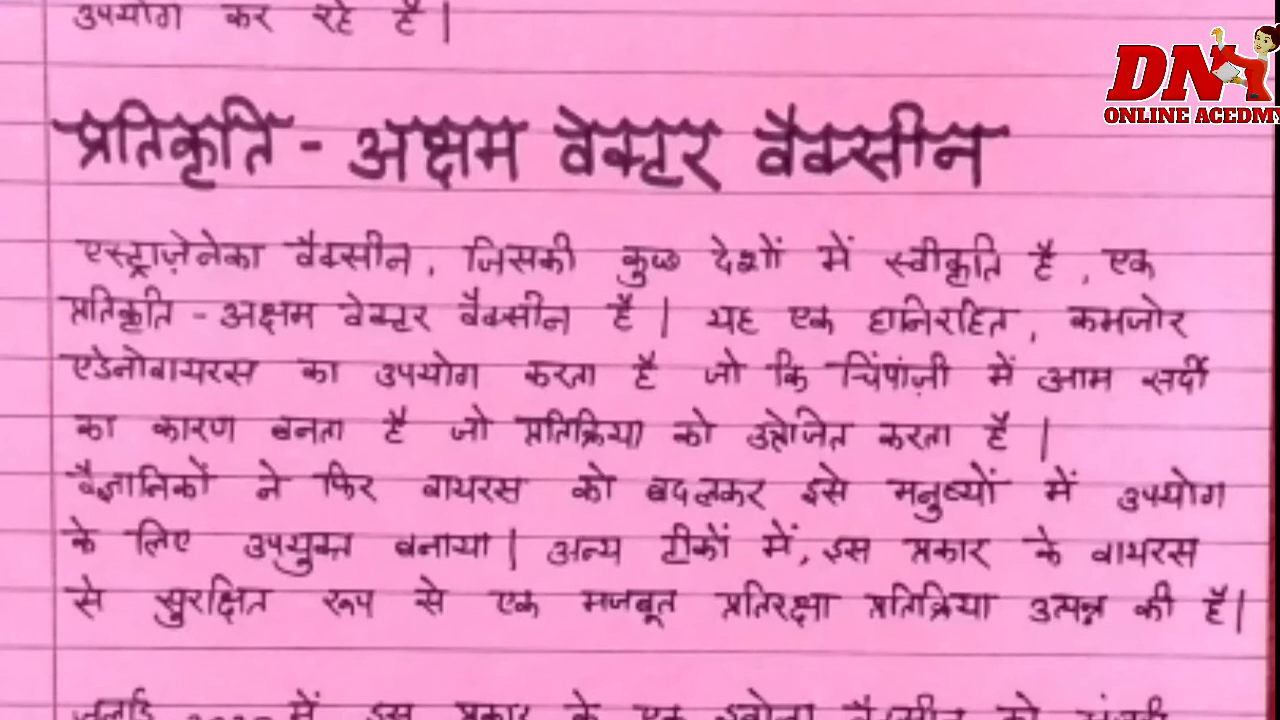 उपयोग कर रहे हैं|
DNA
ONLINE ACEDMY
प्रतिकृति - अक्षम वेक्टर वैक्सीन
एस्ट्राज़ेनेका वैक्सीन, जिसकी कुछ देशों में स्वीकृति है, एक
प्रतिकृति - अक्षम वेक्टर वैक्सीन है| यह एक हानिरहित, कमजोर
एडेनोवायरस का उपयोग करता है जो कि चिंपांज़ी में आम सर्दी
का कारण बनता है जो प्रतिक्रिया को उत्तेजित करता है|
वैज्ञानिकों ने फिर वायरस को बदलकर इसे मनुष्यों में उपयोग
के लिए उपयुक्त बनाया| अन्य टीकों में, इस प्रकार के वायरस
से सुरक्षित रूप से एक मजबूत प्रतिरक्षा प्रतिक्रिया उत्पन्न की है|
जुलाई में इस प्रकार के एक इबोला वैक्सीन को मंजूरी